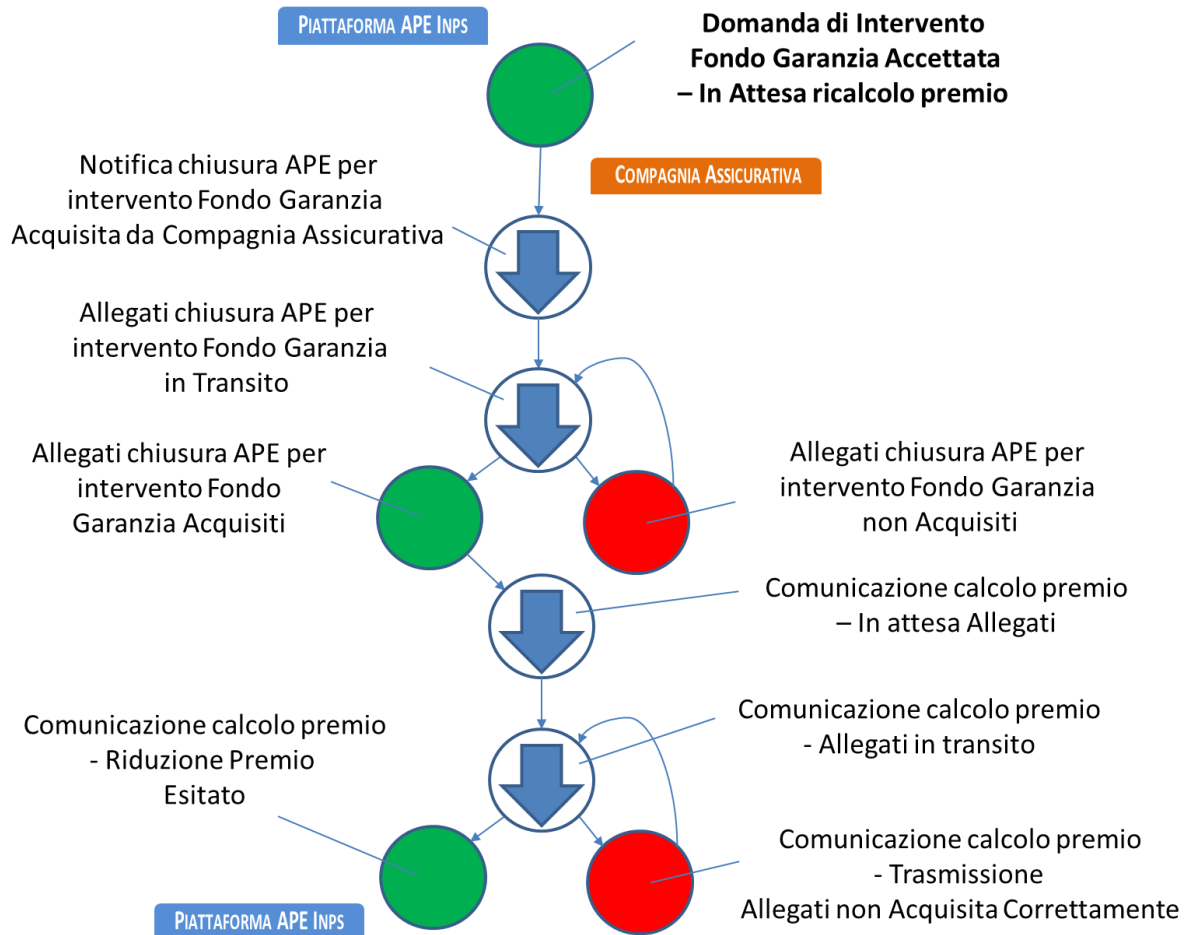 PIATTAFORMA APE INPS
Domanda di Intervento
Fondo Garanzia Accettata
– In Attesa ricalcolo premio
COMPAGNIA ASSICURATIVA
Notifica chiusura APE per
intervento Fondo Garanzia
Acquisita da Compagnia Assicurativa
Allegati chiusura APE per
intervento Fondo Garanzia
in Transito
Allegati chiusura APE per
intervento Fondo
Garanzia Acquisiti
Allegati chiusura APE per
intervento Fondo Garanzia
non Acquisiti
Comunicazione calcolo premio
– In attesa Allegati
Comunicazione calcolo premio
- Allegati in transito
Comunicazione calcolo premio
- Riduzione Premio
Esitato
Comunicazione calcolo premio
- Trasmissione
Allegati non Acquisita Correttamente
PIATTAFORMA APE INPS